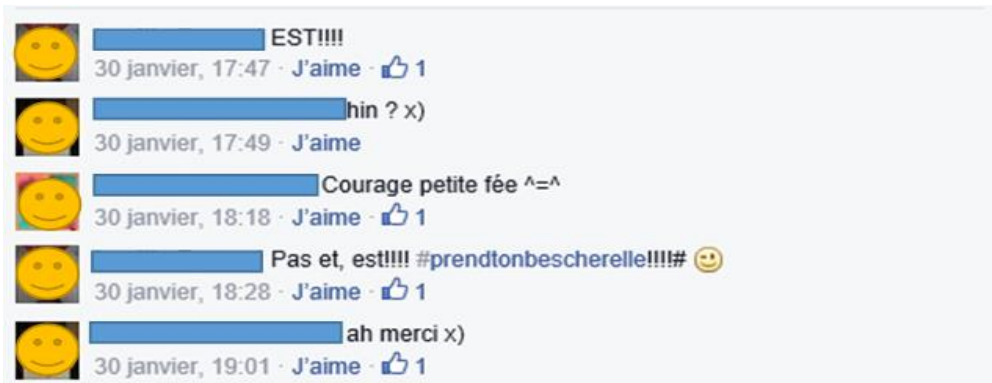 EST!!!!
30 janvier, 17:47 · J'aime · 1
hin ? x)
30 janvier, 17:49 · J'aime
Courage petite fée ^=^
30 janvier, 18:18 · J'aime · 1
Pas et, est!!!! #prendtonbescherelle!!!!#
30 janvier, 18:28 · J'aime · 1
ah merci x)
30 janvier, 19:01 · J'aime · 1